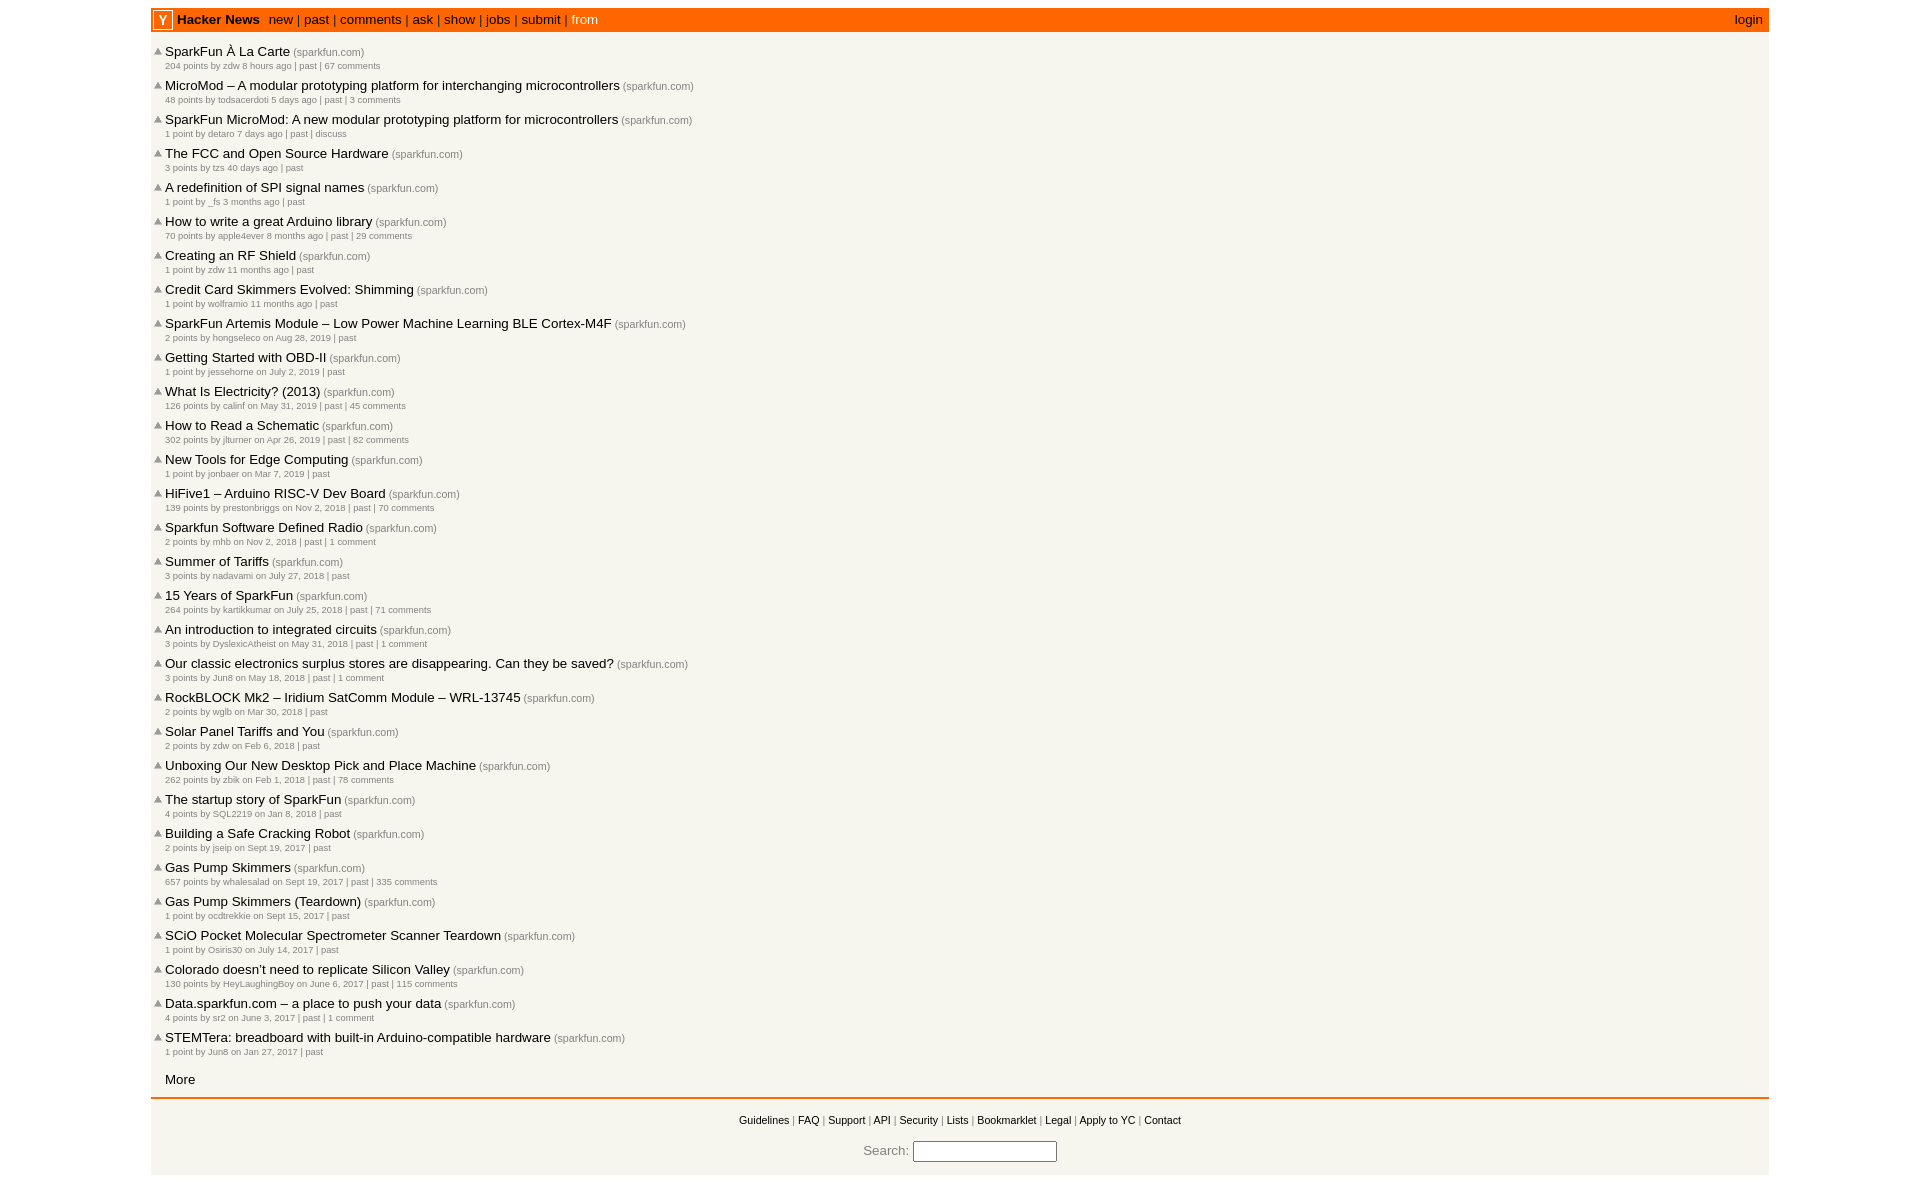 Y Hacker News new | past | comments | ask | show | jobs | submit | from login
SparkFun À La Carte (sparkfun.com)
204 points by zdw 8 hours ago | past | 67 comments
MicroMod – A modular prototyping platform for interchanging microcontrollers (sparkfun.com)
48 points by todsacerdoti 5 days ago | past | 3 comments
SparkFun MicroMod: A new modular prototyping platform for microcontrollers (sparkfun.com)
1 point by detaro 7 days ago | past | discuss
The FCC and Open Source Hardware (sparkfun.com)
3 points by tzs 40 days ago | past
A redefinition of SPI signal names (sparkfun.com)
1 point by _fs 3 months ago | past
How to write a great Arduino library (sparkfun.com)
70 points by apple4ever 8 months ago | past | 29 comments
Creating an RF Shield (sparkfun.com)
1 point by zdw 11 months ago | past
Credit Card Skimmers Evolved: Shimming (sparkfun.com)
1 point by wolframio 11 months ago | past
SparkFun Artemis Module – Low Power Machine Learning BLE Cortex-M4F (sparkfun.com)
2 points by hongseleco on Aug 28, 2019 | past
Getting Started with OBD-II (sparkfun.com)
1 point by jessehorne on July 2, 2019 | past
What Is Electricity? (2013) (sparkfun.com)
126 points by calinf on May 31, 2019 | past | 45 comments
How to Read a Schematic (sparkfun.com)
302 points by jlturner on Apr 26, 2019 | past | 82 comments
New Tools for Edge Computing (sparkfun.com)
1 point by jonbaer on Mar 7, 2019 | past
HiFive1 – Arduino RISC-V Dev Board (sparkfun.com)
139 points by prestonbriggs on Nov 2, 2018 | past | 70 comments
Sparkfun Software Defined Radio (sparkfun.com)
2 points by mhb on Nov 2, 2018 | past | 1 comment
Summer of Tariffs (sparkfun.com)
3 points by nadavami on July 27, 2018 | past
15 Years of SparkFun (sparkfun.com)
264 points by kartikkumar on July 25, 2018 | past | 71 comments
An introduction to integrated circuits (sparkfun.com)
3 points by DyslexicAtheist on May 31, 2018 | past | 1 comment
Our classic electronics surplus stores are disappearing. Can they be saved? (sparkfun.com)
3 points by Jun8 on May 18, 2018 | past | 1 comment
RockBLOCK Mk2 – Iridium SatComm Module – WRL-13745 (sparkfun.com)
2 points by wglb on Mar 30, 2018 | past
Solar Panel Tariffs and You (sparkfun.com)
2 points by zdw on Feb 6, 2018 | past
Unboxing Our New Desktop Pick and Place Machine (sparkfun.com)
262 points by zbik on Feb 1, 2018 | past | 78 comments
The startup story of SparkFun (sparkfun.com)
4 points by SQL2219 on Jan 8, 2018 | past
Building a Safe Cracking Robot (sparkfun.com)
2 points by jseip on Sept 19, 2017 | past
Gas Pump Skimmers (sparkfun.com)
657 points by whalesalad on Sept 19, 2017 | past | 335 comments
Gas Pump Skimmers (Teardown) (sparkfun.com)
1 point by ocdtrekkie on Sept 15, 2017 | past
SCiO Pocket Molecular Spectrometer Scanner Teardown (sparkfun.com)
1 point by Osiris30 on July 14, 2017 | past
Colorado doesn't need to replicate Silicon Valley (sparkfun.com)
130 points by HeyLaughingBoy on June 6, 2017 | past | 115 comments
Data.sparkfun.com – a place to push your data (sparkfun.com)
4 points by sr2 on June 3, 2017 | past | 1 comment
STEMTera: breadboard with built-in Arduino-compatible hardware (sparkfun.com)
1 point by Jun8 on Jan 27, 2017 | past
More
Guidelines | FAQ | Support | API | Security | Lists | Bookmarklet | Legal | Apply to YC | Contact
Search: